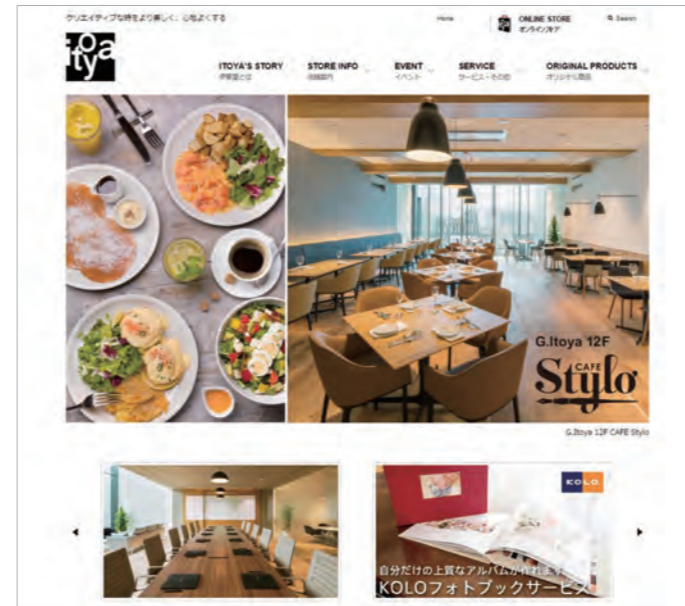 クリエイティブな時をより楽しく、心地よくする
Home
ONLINE STORE
オンラインストア
Search
itoya
ITOYA'S STORY
伊東屋とは
STORE INFO
店舗案内
EVENT
イベント
SERVICE
サービス・その他
ORIGINAL PRODUCTS
オリジナル商品
G.Itoya 12F
CAFE
Stylo
G.Itoya 12F CAFE Stylo
KOLO
自分だけの上質なアルバムが作れます
KOLOフォトブックサービス